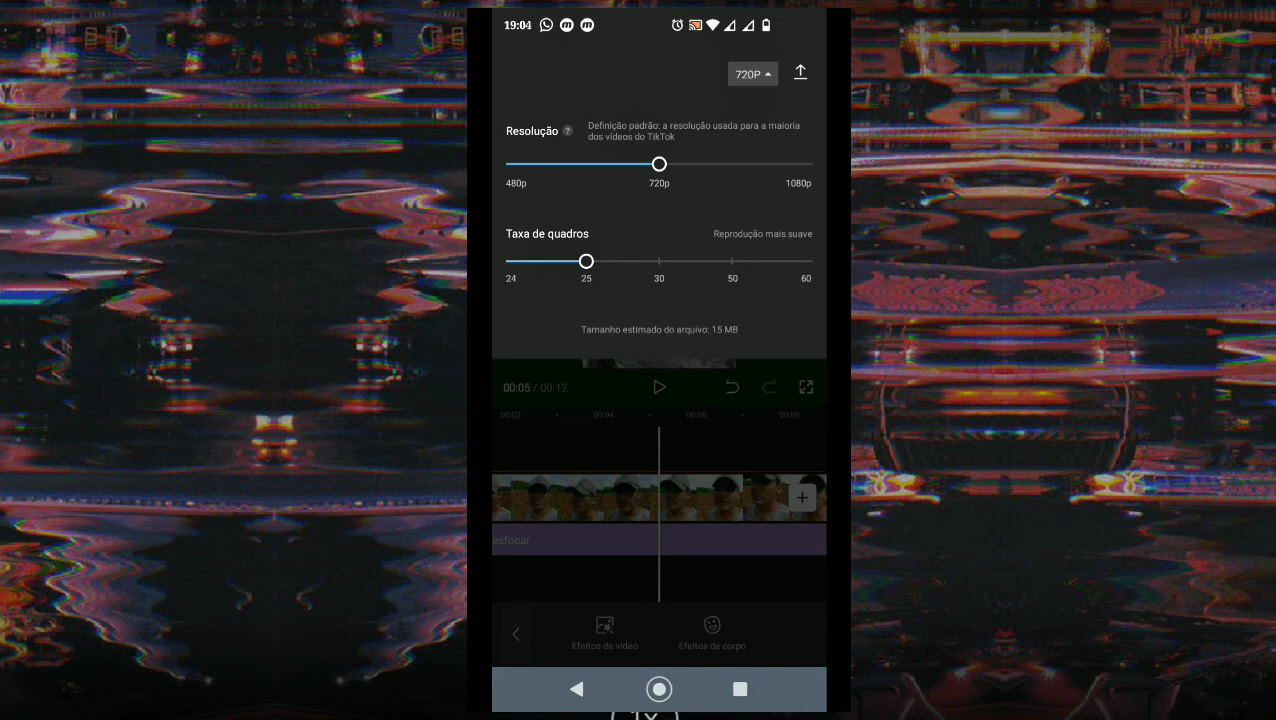 19:04
720P
Resolução ?
Definição padrão: a resolução usada para a maioria
dos vídeos do TikTok
480p 720p 1080p
Taxa de quadros Reprodução mais suave
24 25 30 50 60
Tamanho estimado do arquivo: 15 MB
00:05 / 00:12
00:02 00:04 00:06 00:08
esfocar
Efeitos de vídeo Efeitos de corpo
1x